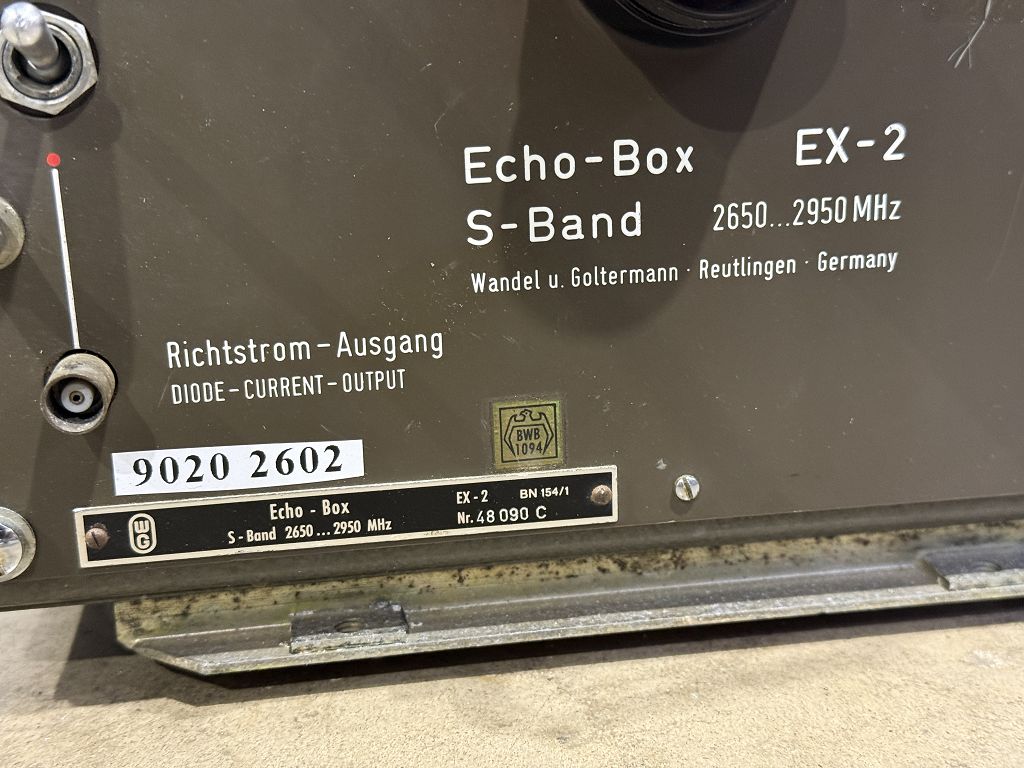 Echo-Box EX-2
S-Band 2650...2950 MHz
Wandel u. Goltermann · Reutlingen · Germany
Richtstrom-Ausgang
DIODE-CURRENT-OUTPUT
BWB
1094
9020 2602
WG
Echo - Box EX-2 BN 154/1
S-Band 2650...2950 MHz Nr. 48 090 C